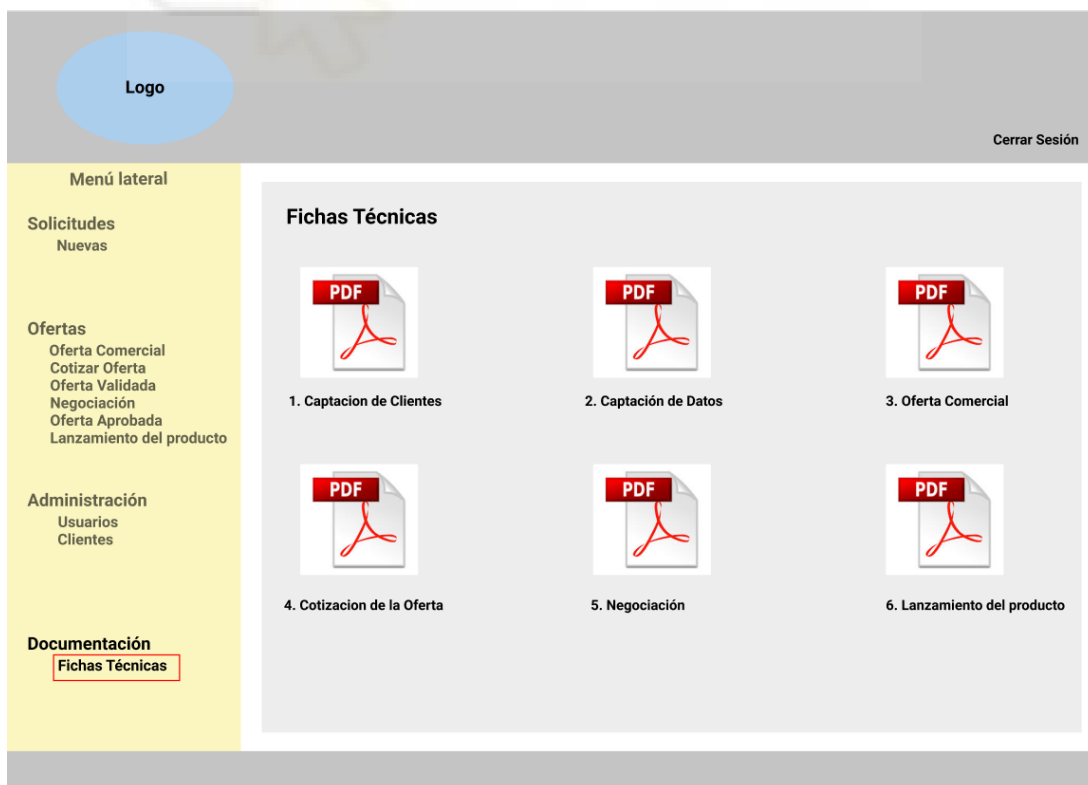 Logo
Cerrar Sesión
Menú lateral
Solicitudes
Nuevas
Ofertas
Oferta Comercial
Cotizar Oferta
Oferta Validada
Negociación
Oferta Aprobada
Lanzamiento del producto
Administración
Usuarios
Clientes
Documentación
Fichas Técnicas
Fichas Técnicas
PDF
PDF
PDF
1. Captacion de Clientes
2. Captación de Datos
3. Oferta Comercial
PDF
PDF
PDF
4. Cotizacion de la Oferta
5. Negociación
6. Lanzamiento del producto